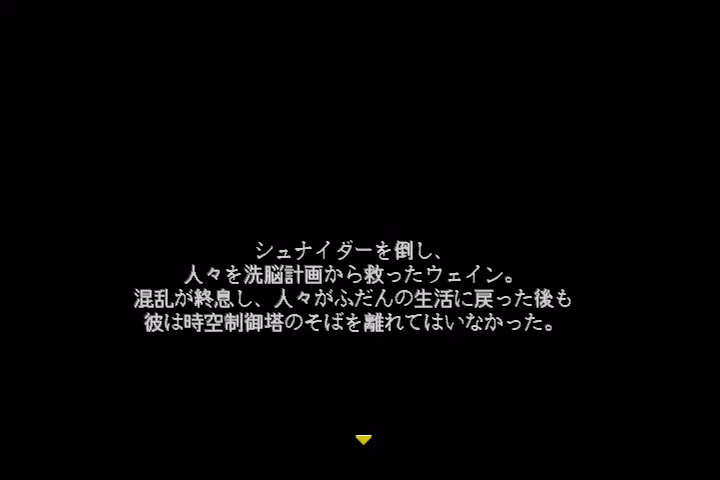 シュナイダーを倒し、
人々を洗脳計画から救ったウェイン。
混乱が終息し、人々がふだんの生活に戻った後も
彼は時空制御塔のそばを離れてはいなかった。